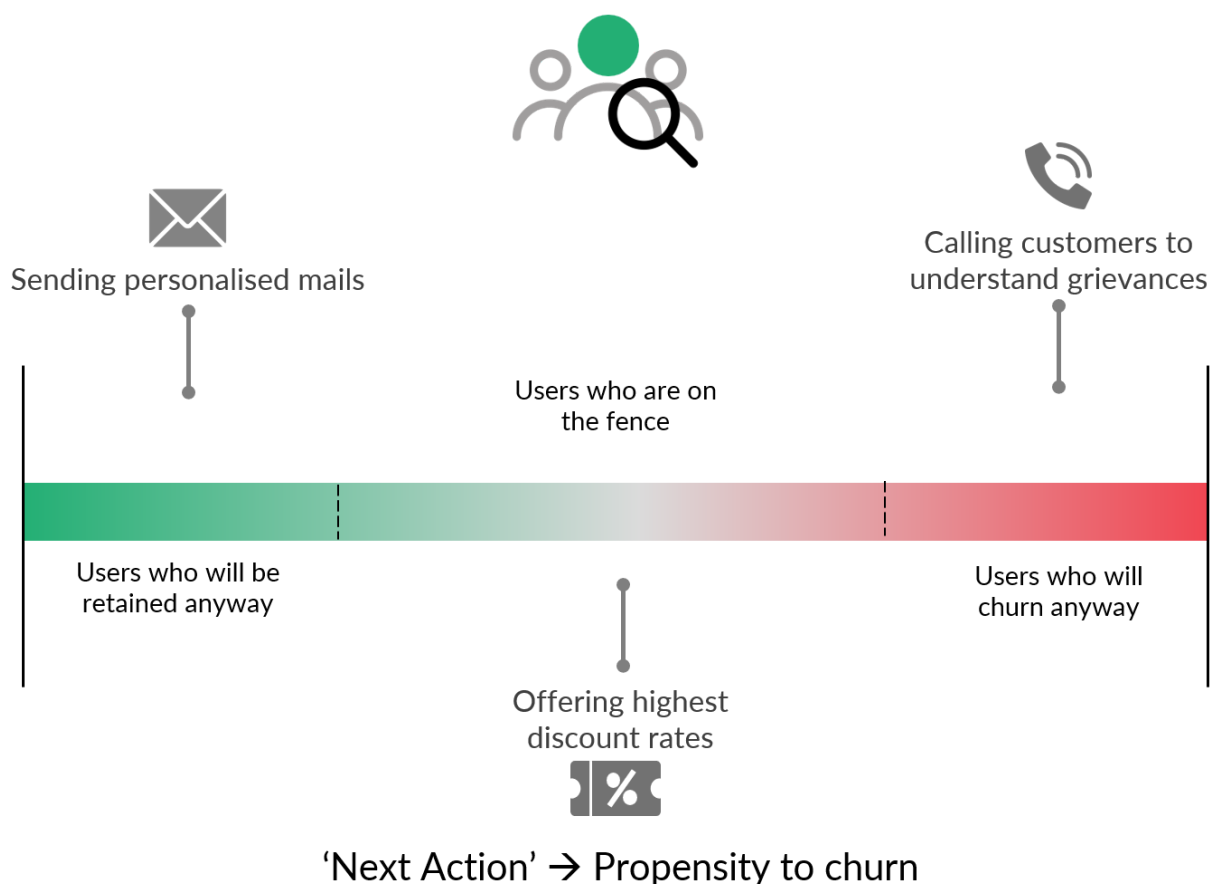 Sending personalised mails
Calling customers to
understand grievances
Users who are on
the fence
Users who will be
retained anyway
Users who will
churn anyway
Offering highest
discount rates
%
‘Next Action’ → Propensity to churn